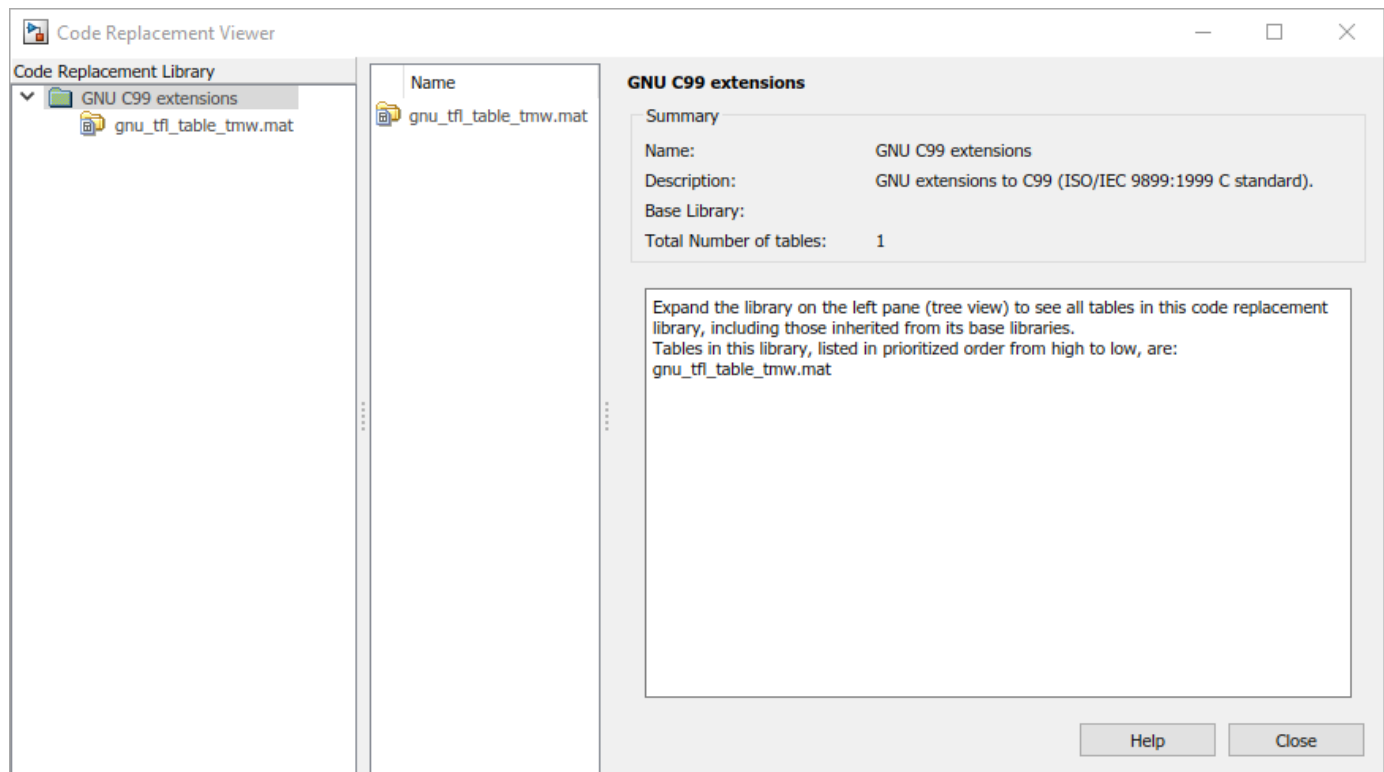 Code Replacement Viewer
Code Replacement Library
GNU C99 extensions
gnu_tfl_table_tmw.mat
Name
gnu_tfl_table_tmw.mat
GNU C99 extensions
Summary
Name: GNU C99 extensions
Description: GNU extensions to C99 (ISO/IEC 9899:1999 C standard).
Base Library:
Total Number of tables: 1
Expand the library on the left pane (tree view) to see all tables in this code replacement
library, including those inherited from its base libraries.
Tables in this library, listed in prioritized order from high to low, are:
gnu_tfl_table_tmw.mat
Help Close